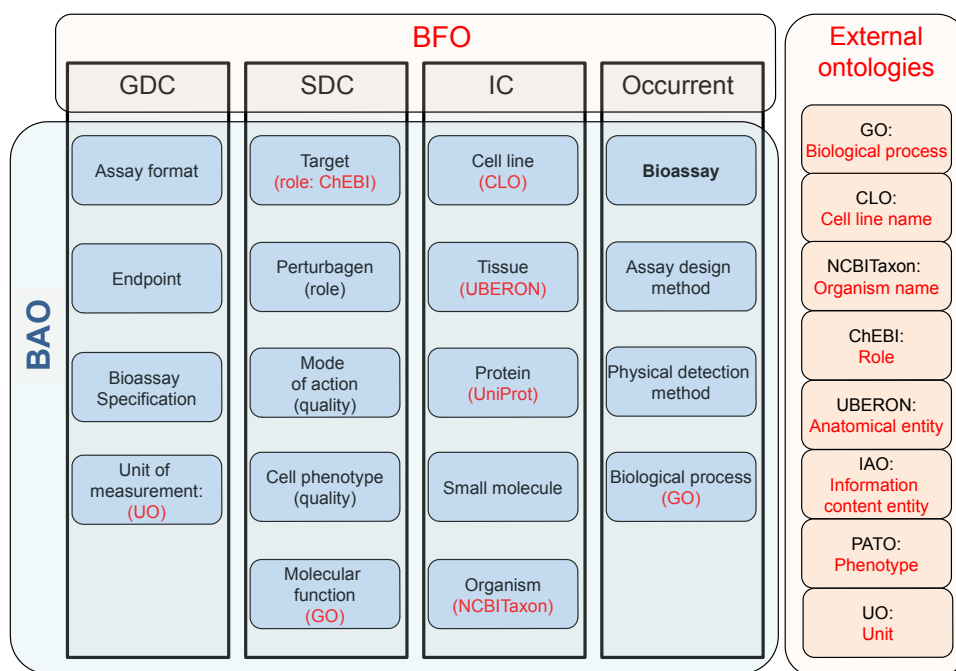 BFO
GDC
SDC
IC
Occurrent
BAO
Assay format
Endpoint
Bioassay
Specification
Unit of
measurement:
(UO)
Target
(role: ChEBI)
Perturbagen
(role)
Mode
of action
(quality)
Cell phenotype
(quality)
Molecular
function
(GO)
Cell line
(CLO)
Tissue
(UBERON)
Protein
(UniProt)
Small molecule
Organism
(NCBITaxon)
Bioassay
Assay design
method
Physical detection
method
Biological process
(GO)
External
ontologies
GO:
Biological process
CLO:
Cell line name
NCBITaxon:
Organism name
ChEBI:
Role
UBERON:
Anatomical entity
IAO:
Information
content entity
PATO:
Phenotype
UO:
Unit